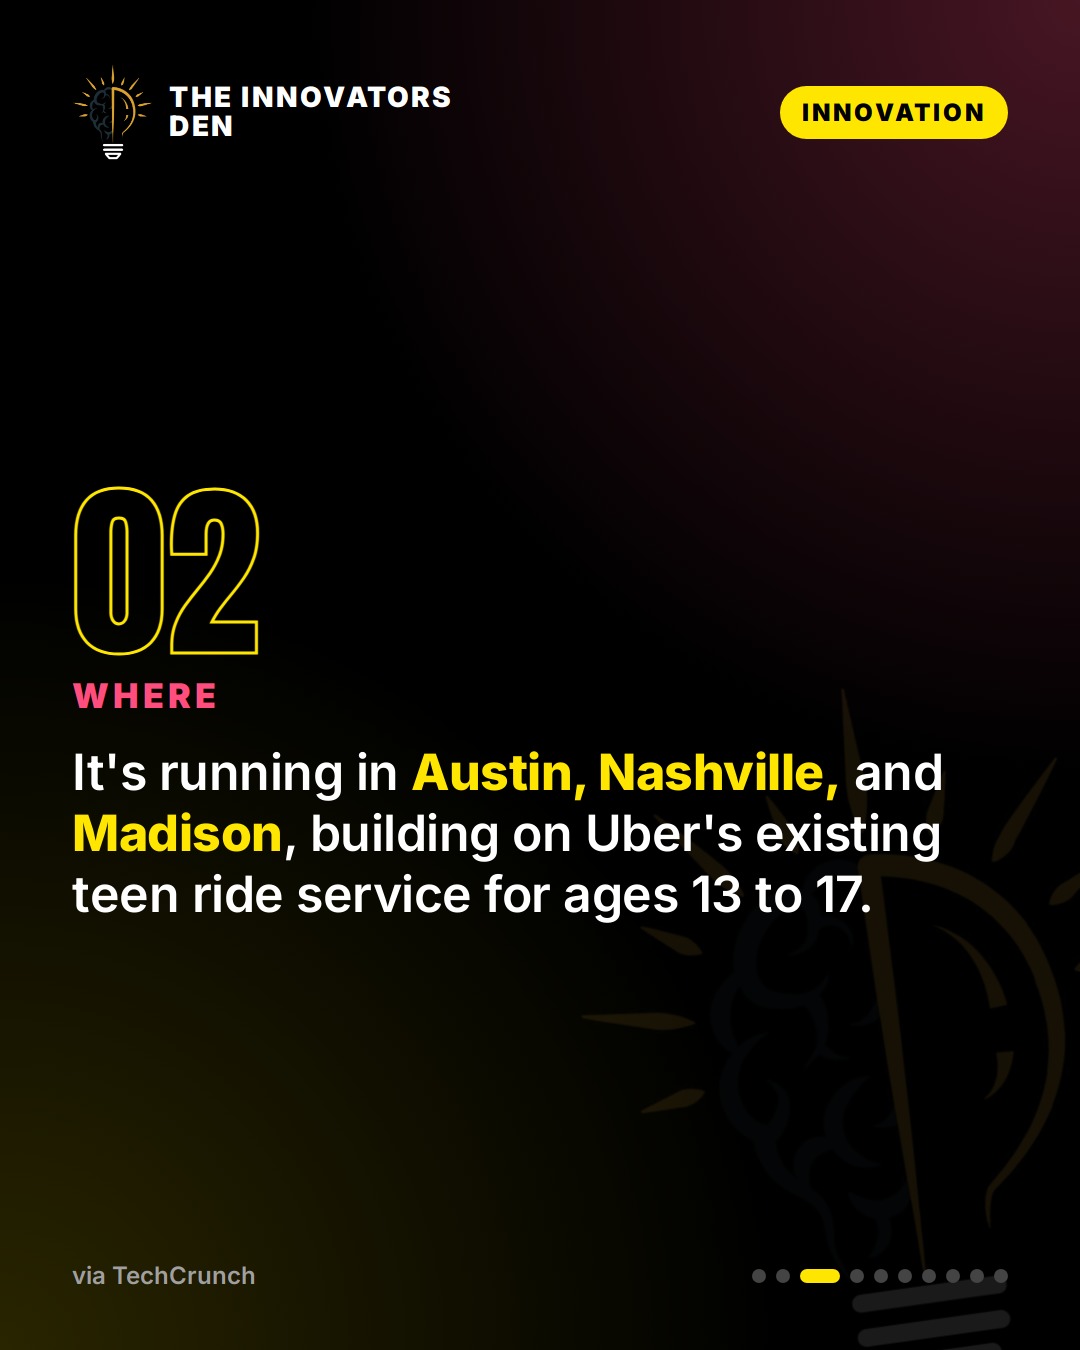 THE INNOVATORS
DEN
INNOVATION
02
WHERE
It's running in Austin, Nashville, and
Madison, building on Uber's existing
teen ride service for ages 13 to 17.
via TechCrunch